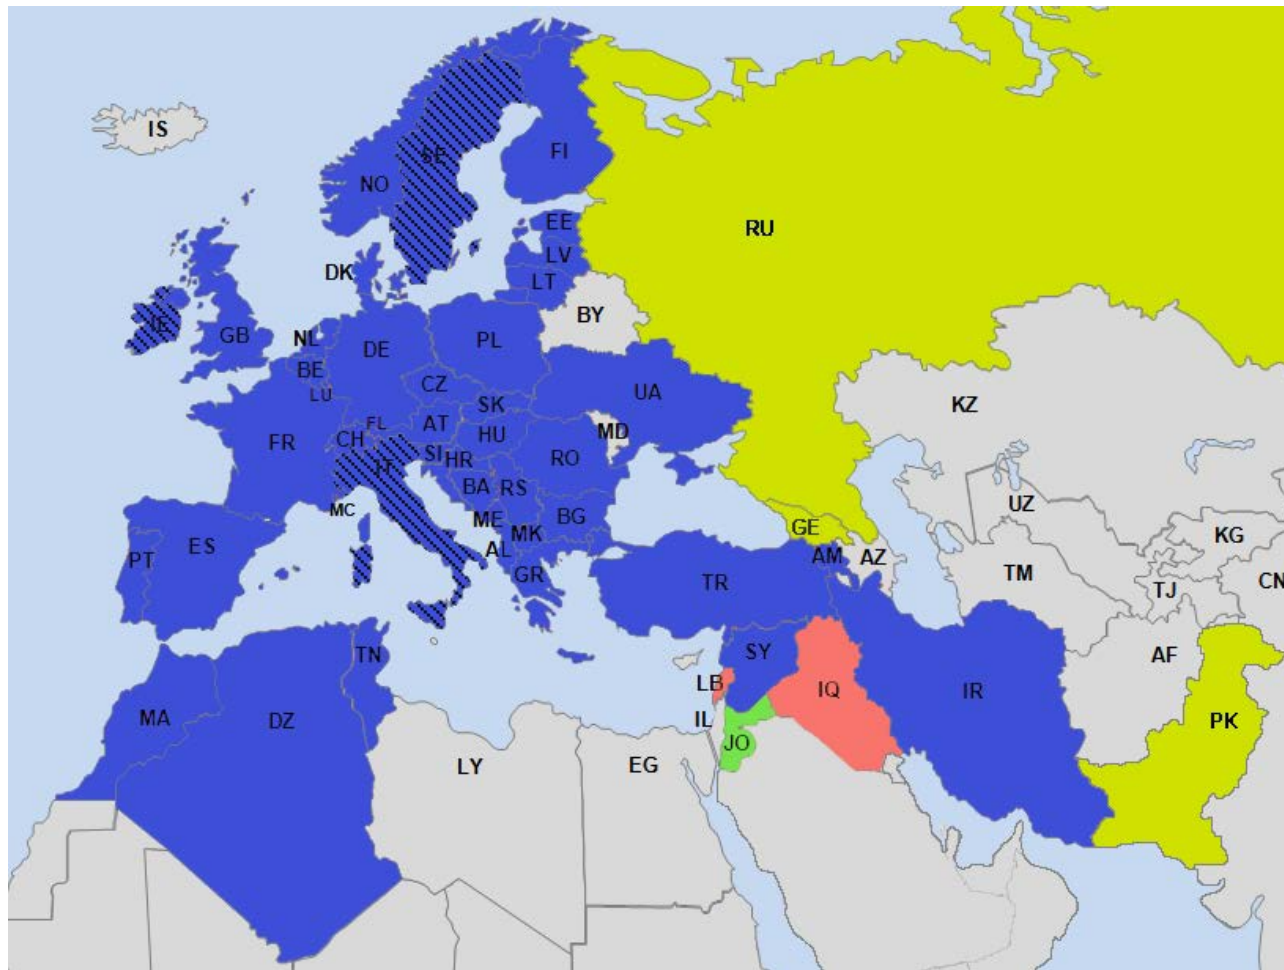 IS
SE
FI
NO
EE
RU
LV
DK
LT
IE
GB
NL
BY
PL
DE
BE
CZ
LU
UA
SK
KZ
FL
AT
FR
CH
HU
MD
SI
HR
RO
IT
BA
RS
MC
ME
BG
UZ
GE
MK
KG
PT
ES
AL
AM
AZ
GR
TM
TR
TJ
CN
TN
SY
AF
LB
IQ
IR
MA
DZ
IL
PK
JO
LY
EG